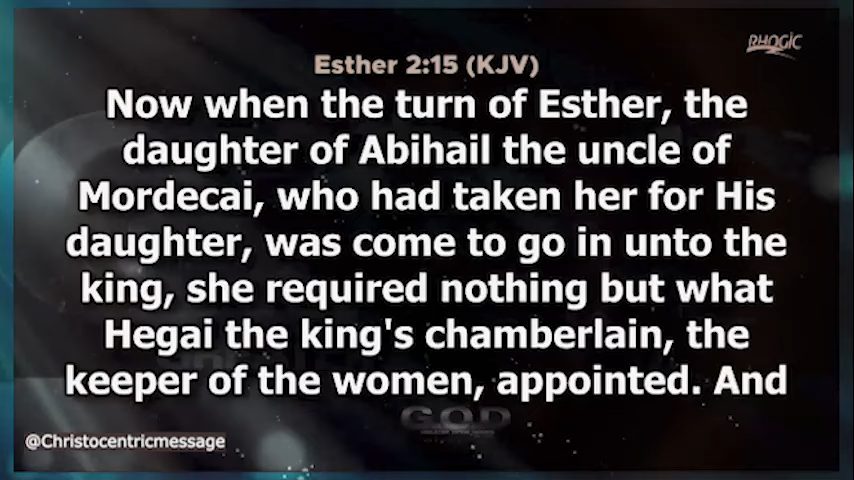 RHOGIC
Esther 2:15 (KJV)
Now when the turn of Esther, the
daughter of Abihail the uncle of
Mordecai, who had taken her for His
daughter, was come to go in unto the
king, she required nothing but what
Hegai the king's chamberlain, the
keeper of the women, appointed. And
G.O.D
@Christocentricmessage